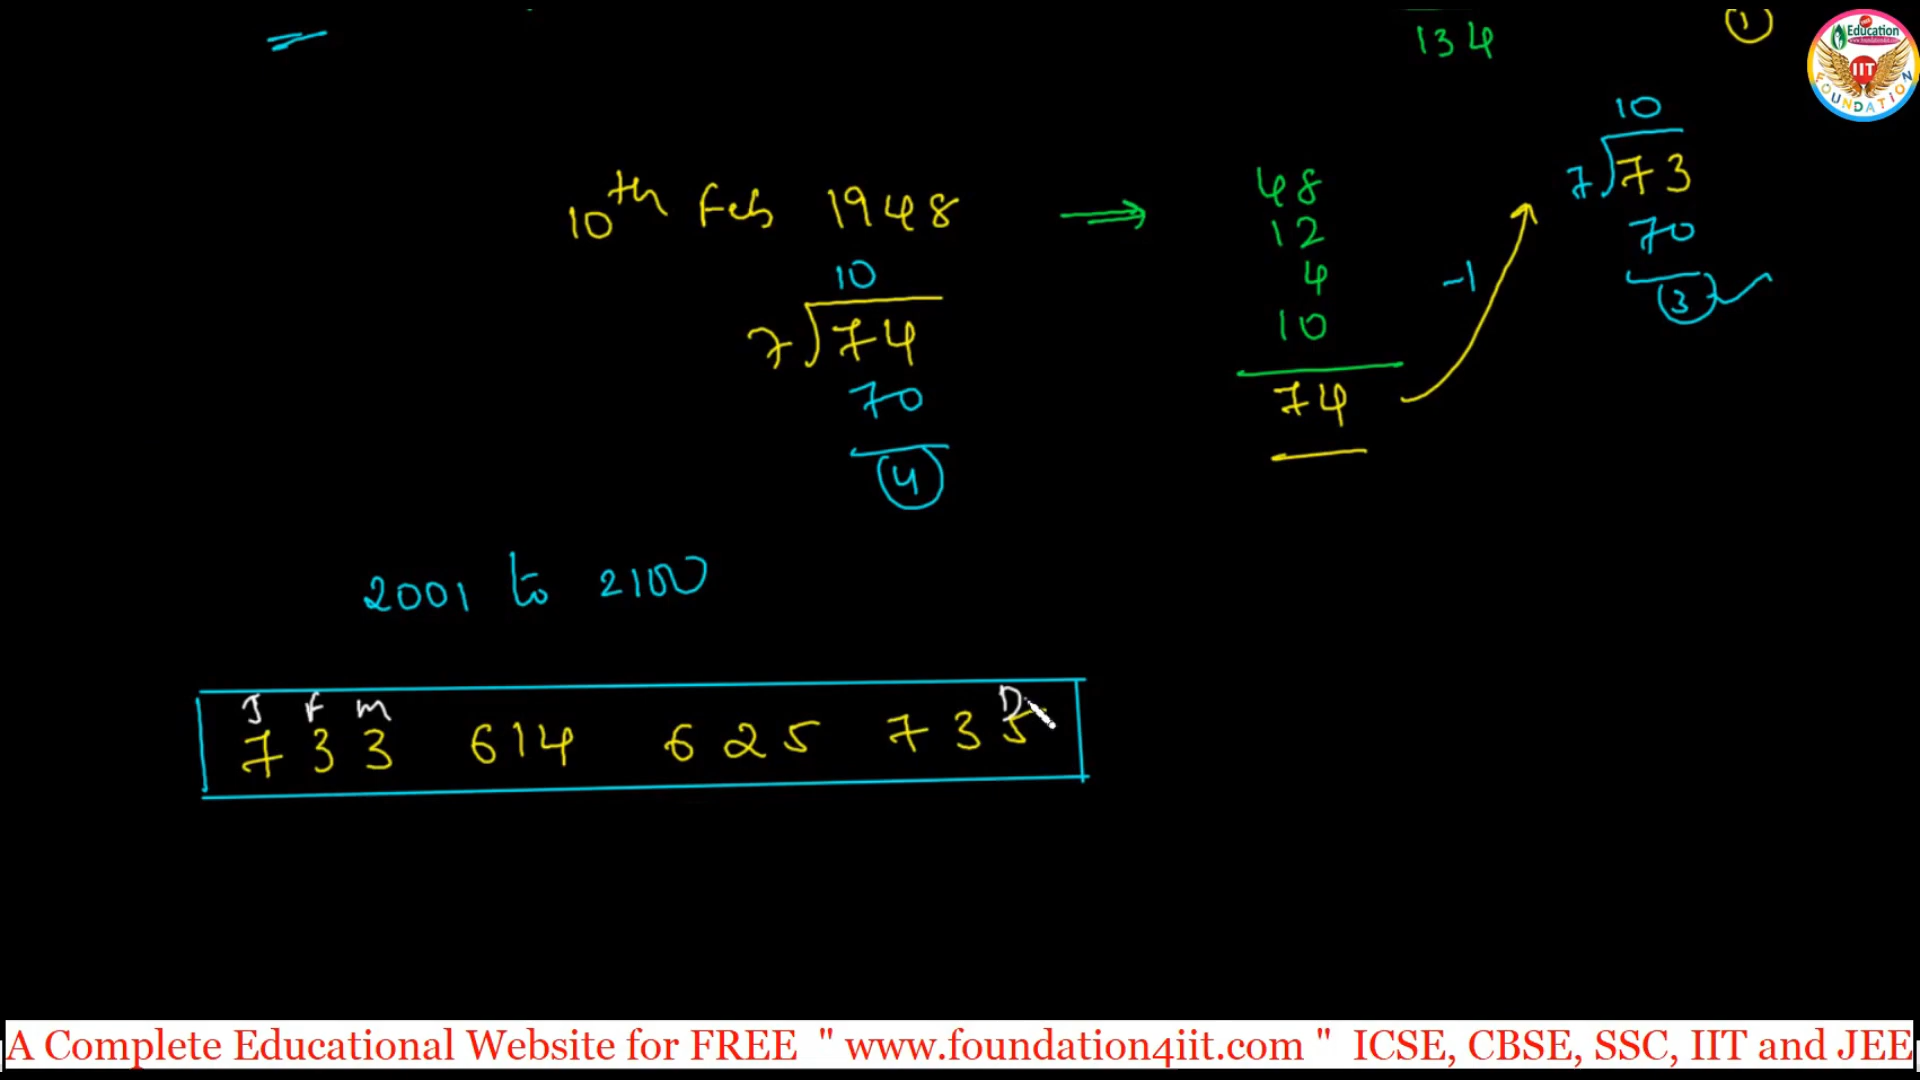 134
1
Education
IIT
FOUNDATION
10th Feb 1948 ⇒
48
12
4
10
74
-1
10
7)73
70
3
10
7)74
70
4
2001 to 2100
J F M D
7 3 3 6 1 4 6 2 5 7 3 5
A Complete Educational Website for FREE " www.foundation4iit.com " ICSE, CBSE, SSC, IIT and JEE